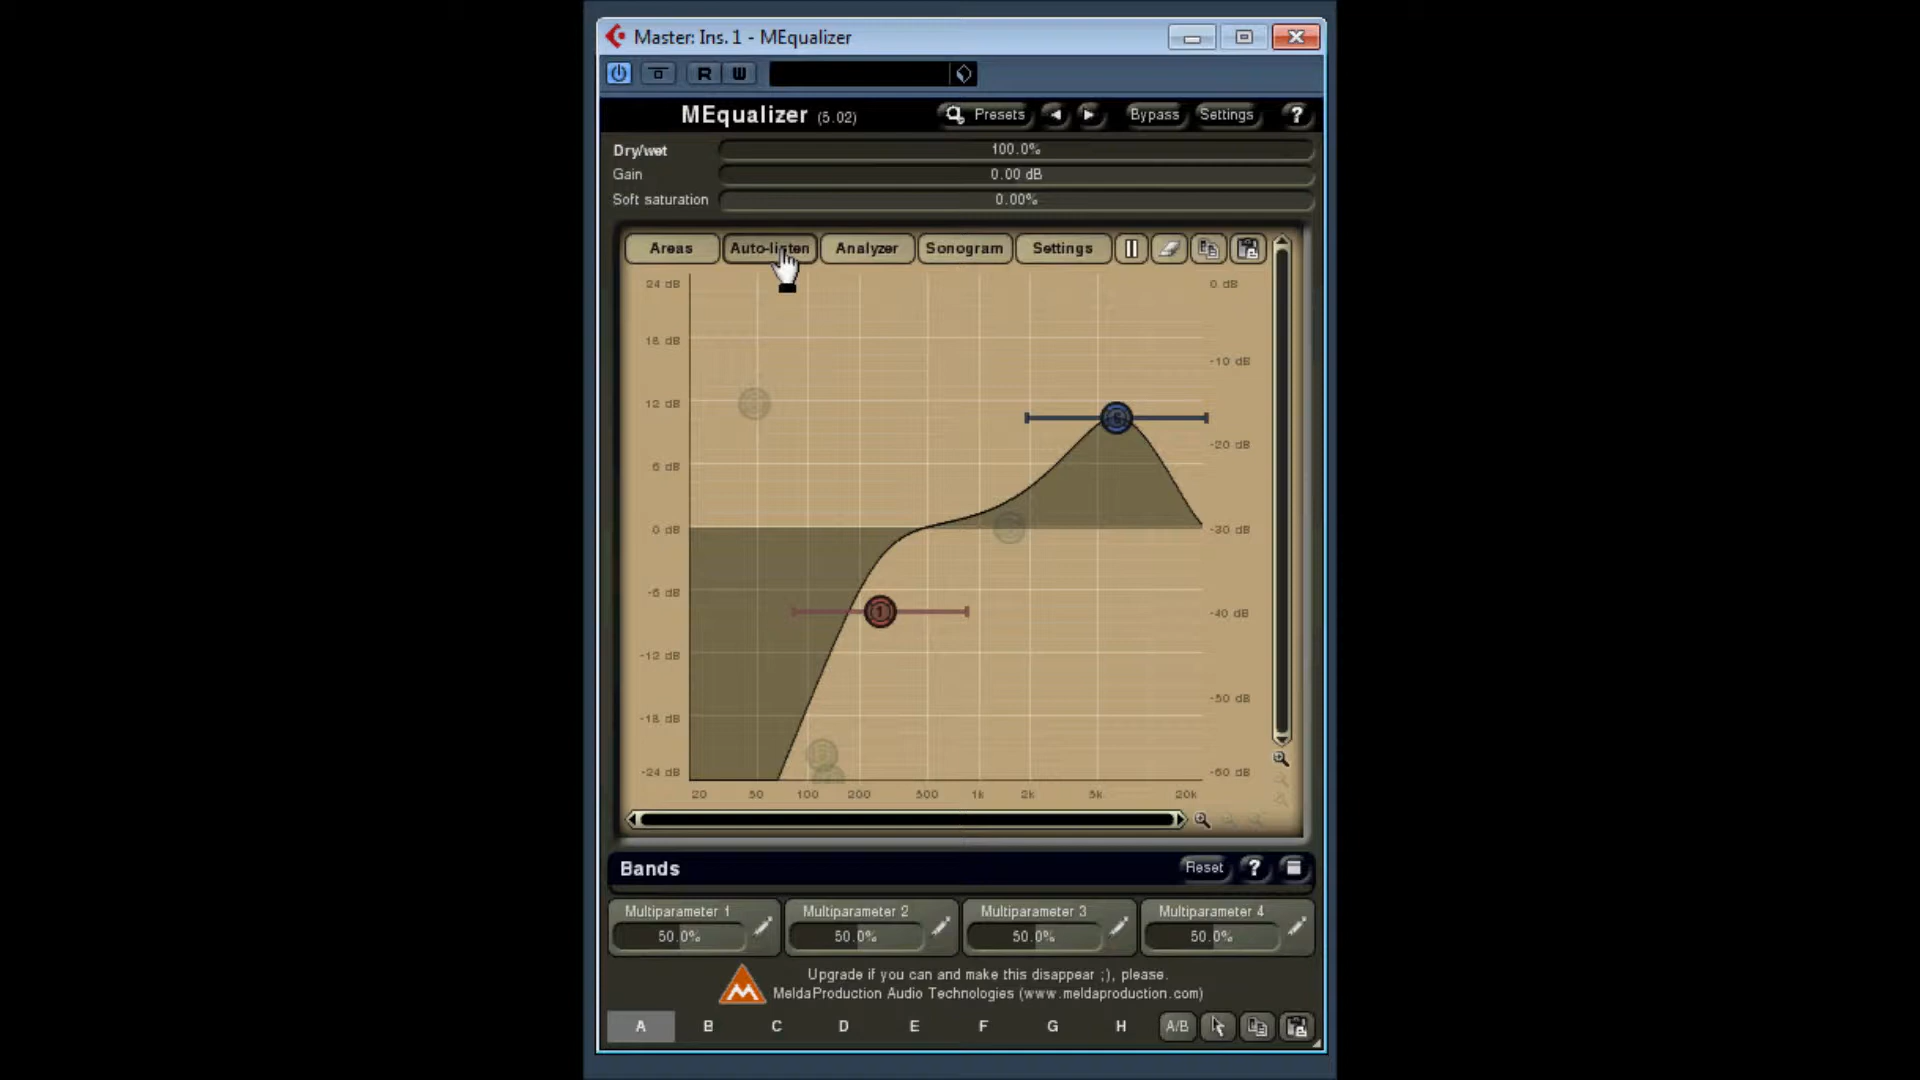 Master: Ins. 1 - MEqualizer
R W
MEqualizer (5.02) Presets Bypass Settings ?
Dry/wet 100.0%
Gain 0.00 dB
Soft saturation 0.00%
Areas Auto-listen Analyzer Sonogram Settings
24 dB 0 dB
18 dB
-10 dB
12 dB
-20 dB
6 dB
0 dB -30 dB
-6 dB
1 -40 dB
-12 dB
-50 dB
-18 dB
-24 dB -60 dB
20 50 100 200 500 1k 2k 5k 20k
Bands Reset ?
Multiparameter 1 Multiparameter 2 Multiparameter 3 Multiparameter 4
50.0% 50.0% 50.0% 50.0%
Upgrade if you can and make this disappear ;), please.
MeldaProduction Audio Technologies (www.meldaproduction.com)
A B C D E F G H A/B